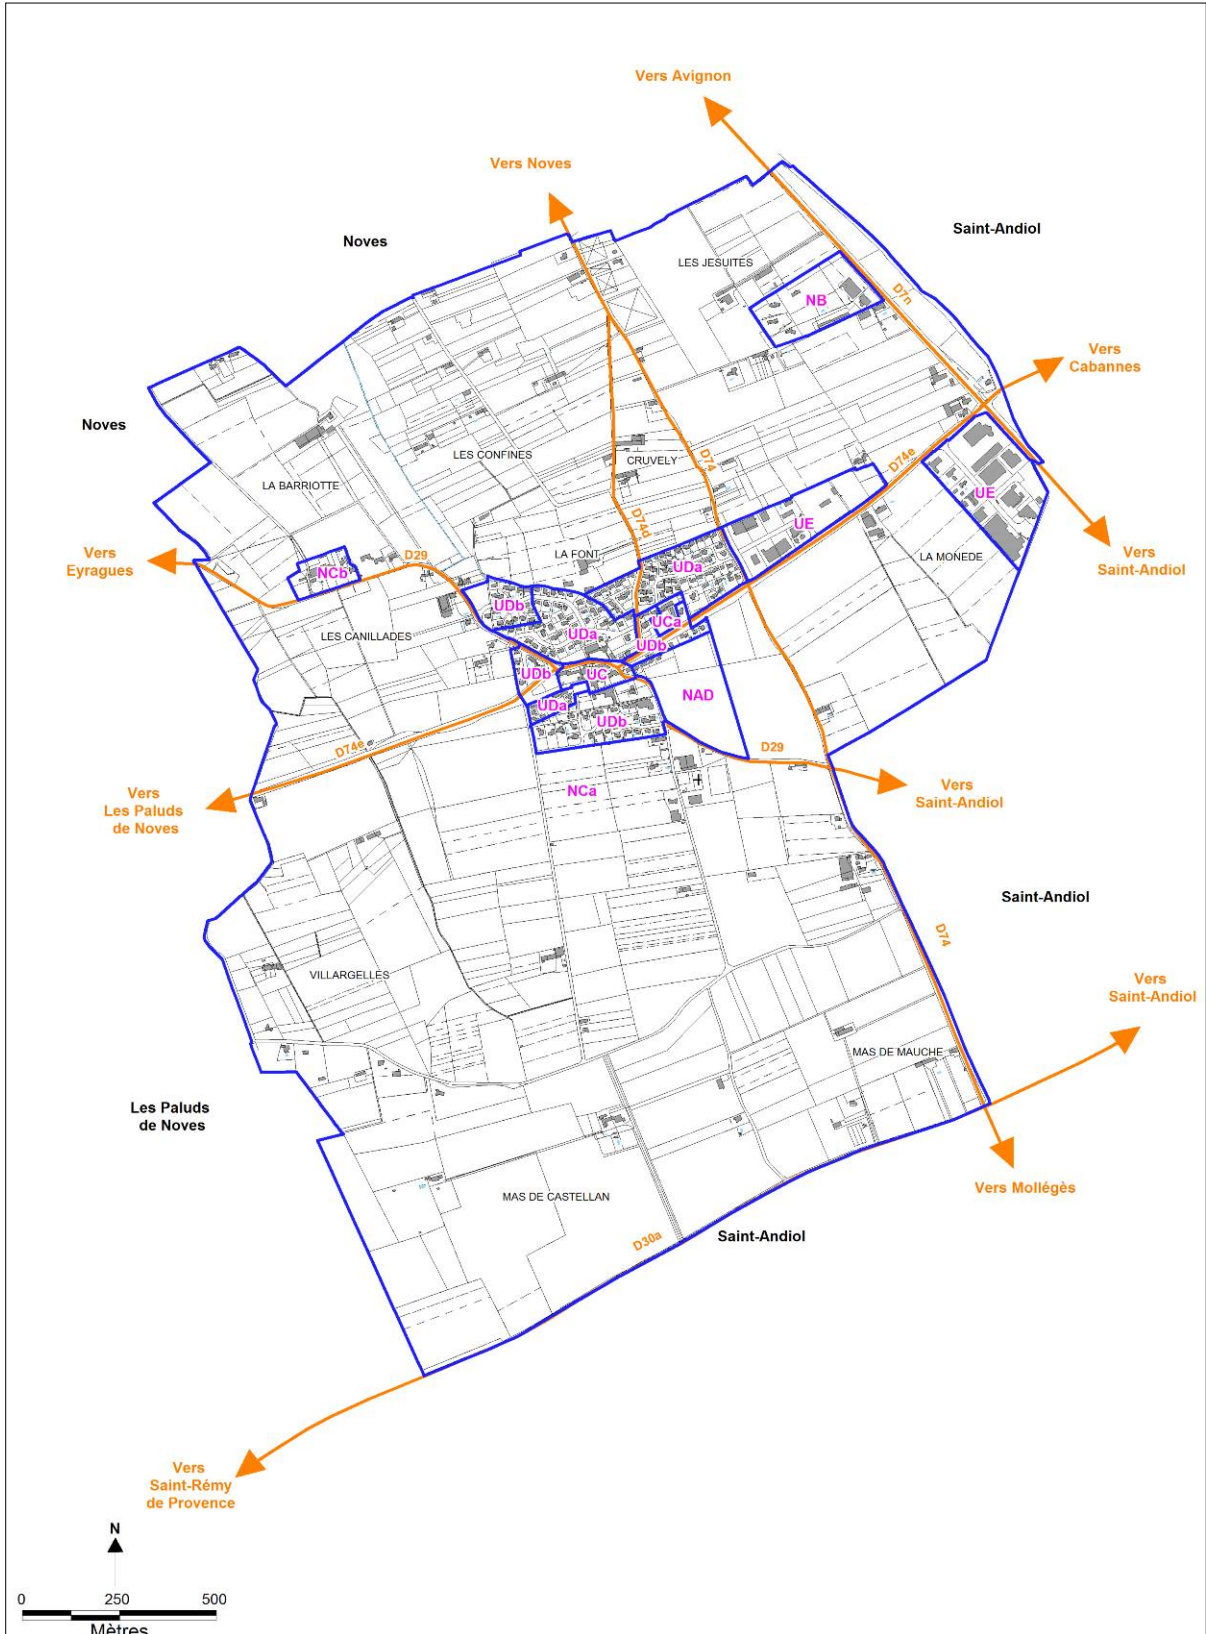 Vers Avignon
Vers Noves
Noves
Saint-Andiol
LES JESUITES
NB
D7n
Vers
Cabannes
Noves
LES CONFINES
CRUVELY
D74
D74e
LA BARRIOTTE
UE
UE
D74d
Vers
Eyragues
D29
LA FONT
LA MONEDE
Vers
Saint-Andiol
NCb
UDa
UDb
UCa
LES CANILLADES
UDa
UDb
UDb
UC
NAD
UDa
UDb
D74e
D29
Vers
Les Paluds
de Noves
NCa
Vers
Saint-Andiol
Saint-Andiol
D74
VILLARGELLES
Vers
Saint-Andiol
MAS DE MAUCHE
Les Paluds
de Noves
Vers Mollégès
MAS DE CASTELLAN
D30a
Saint-Andiol
Vers
Saint-Rémy
de Provence
N
0 250 500
Mètres